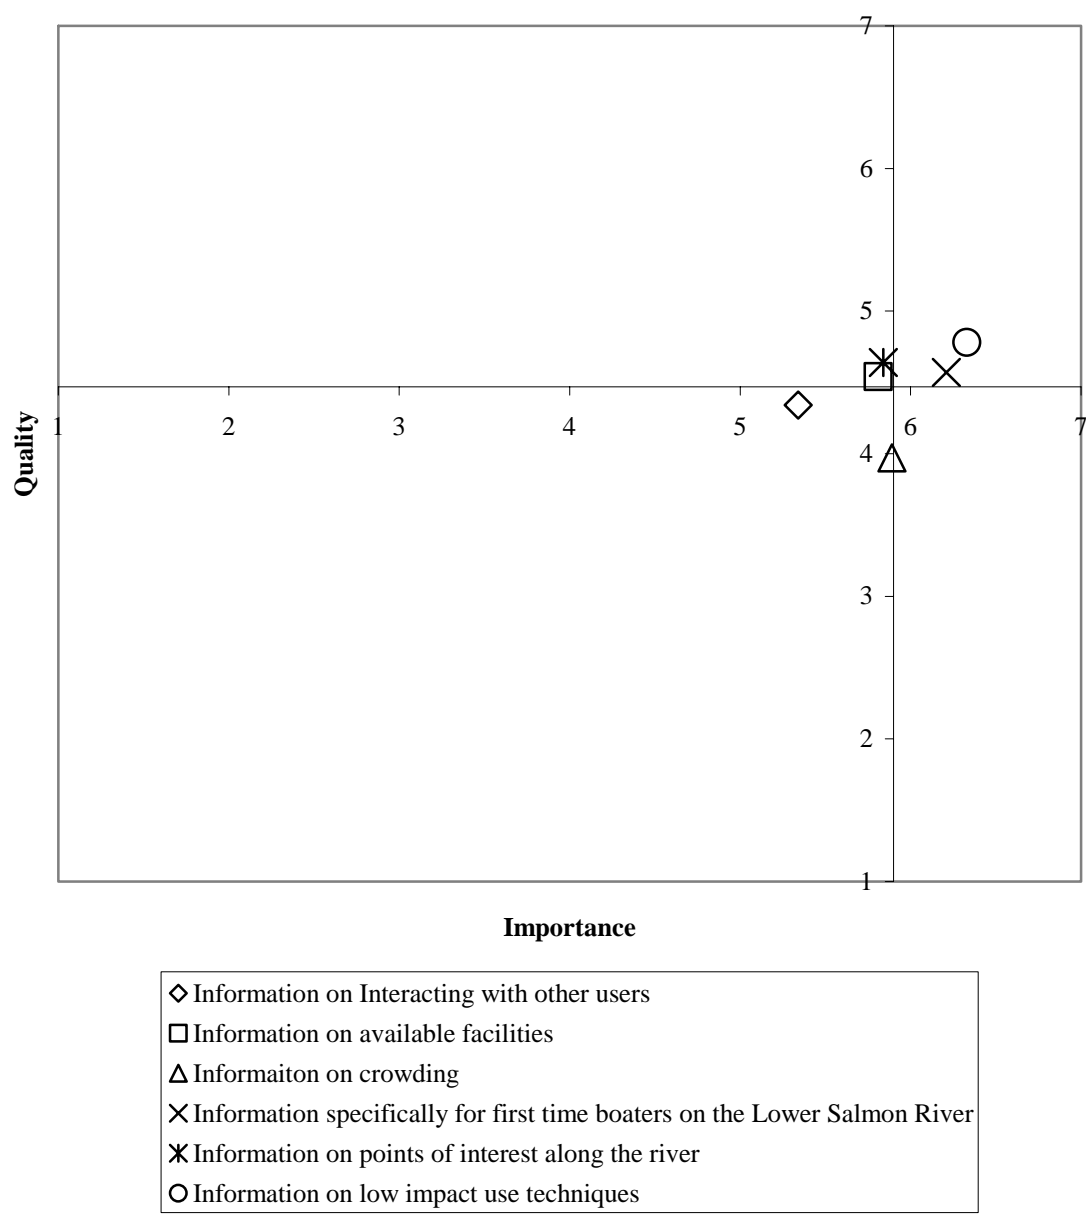 7
6
5
1 2 3 4 5 6 7
4
Quality
3
2
1
Importance
Information on Interacting with other users
Information on available facilities
Informaiton on crowding
Information specifically for first time boaters on the Lower Salmon River
Information on points of interest along the river
Information on low impact use techniques